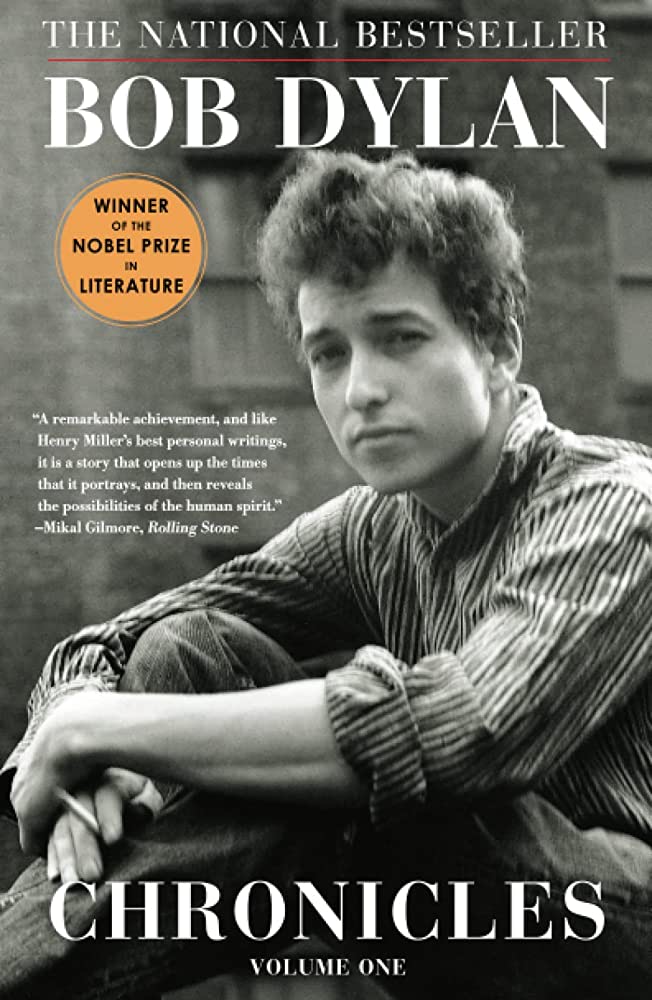 THE NATIONAL BESTSELLER
BOB DYLAN
WINNER
OF THE
NOBEL PRIZE
IN
LITERATURE
“A remarkable achievement, and like
Henry Miller’s best personal writings,
it is a story that opens up the times
that it portrays, and then reveals
the possibilities of the human spirit.”
–Mikal Gilmore, Rolling Stone
CHRONICLES
VOLUME ONE